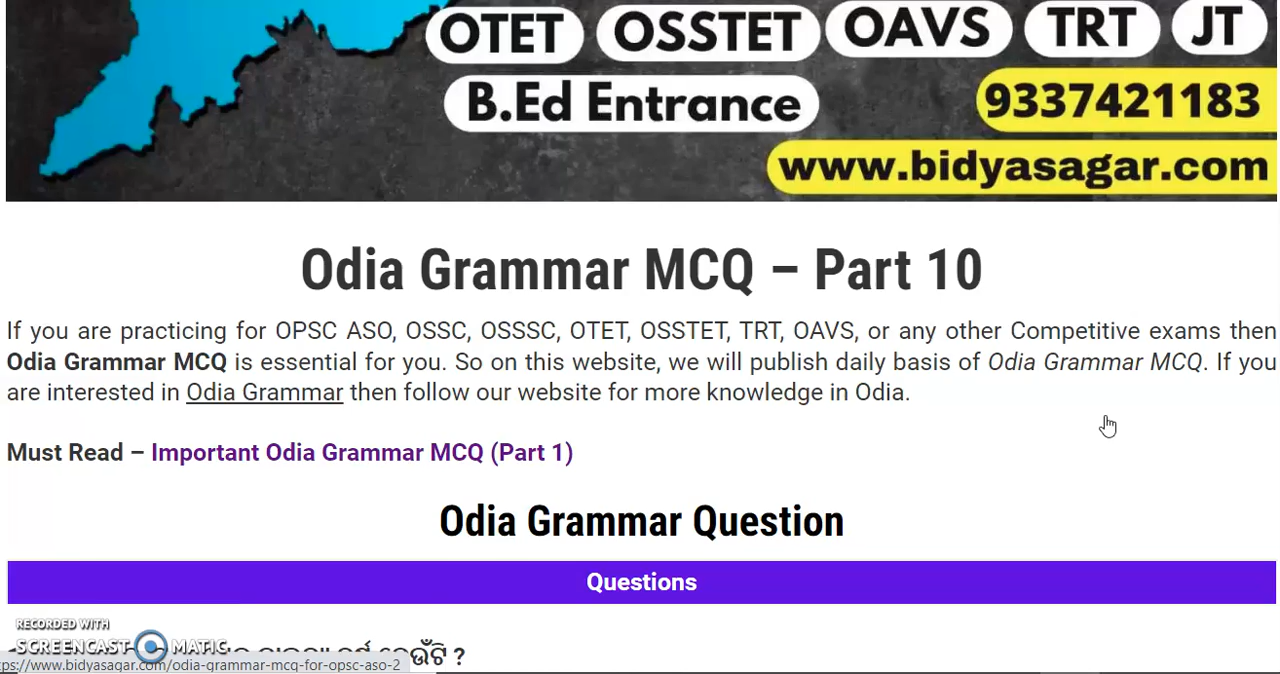 OTET OSSTET OAVS TRT JT
B.Ed Entrance 9337421183
www.bidyasagar.com
Odia Grammar MCQ – Part 10
If you are practicing for OPSC ASO, OSSC, OSSSC, OTET, OSSTET, TRT, OAVS, or any other Competitive exams then
Odia Grammar MCQ is essential for you. So on this website, we will publish daily basis of Odia Grammar MCQ. If you
are interested in Odia Grammar then follow our website for more knowledge in Odia.
Must Read – Important Odia Grammar MCQ (Part 1)
Odia Grammar Question
Questions
RECORDED WITH
SCREENCAST MATIC
?
ps://www.bidyasagar.com/odia-grammar-mcq-for-opsc-aso-2